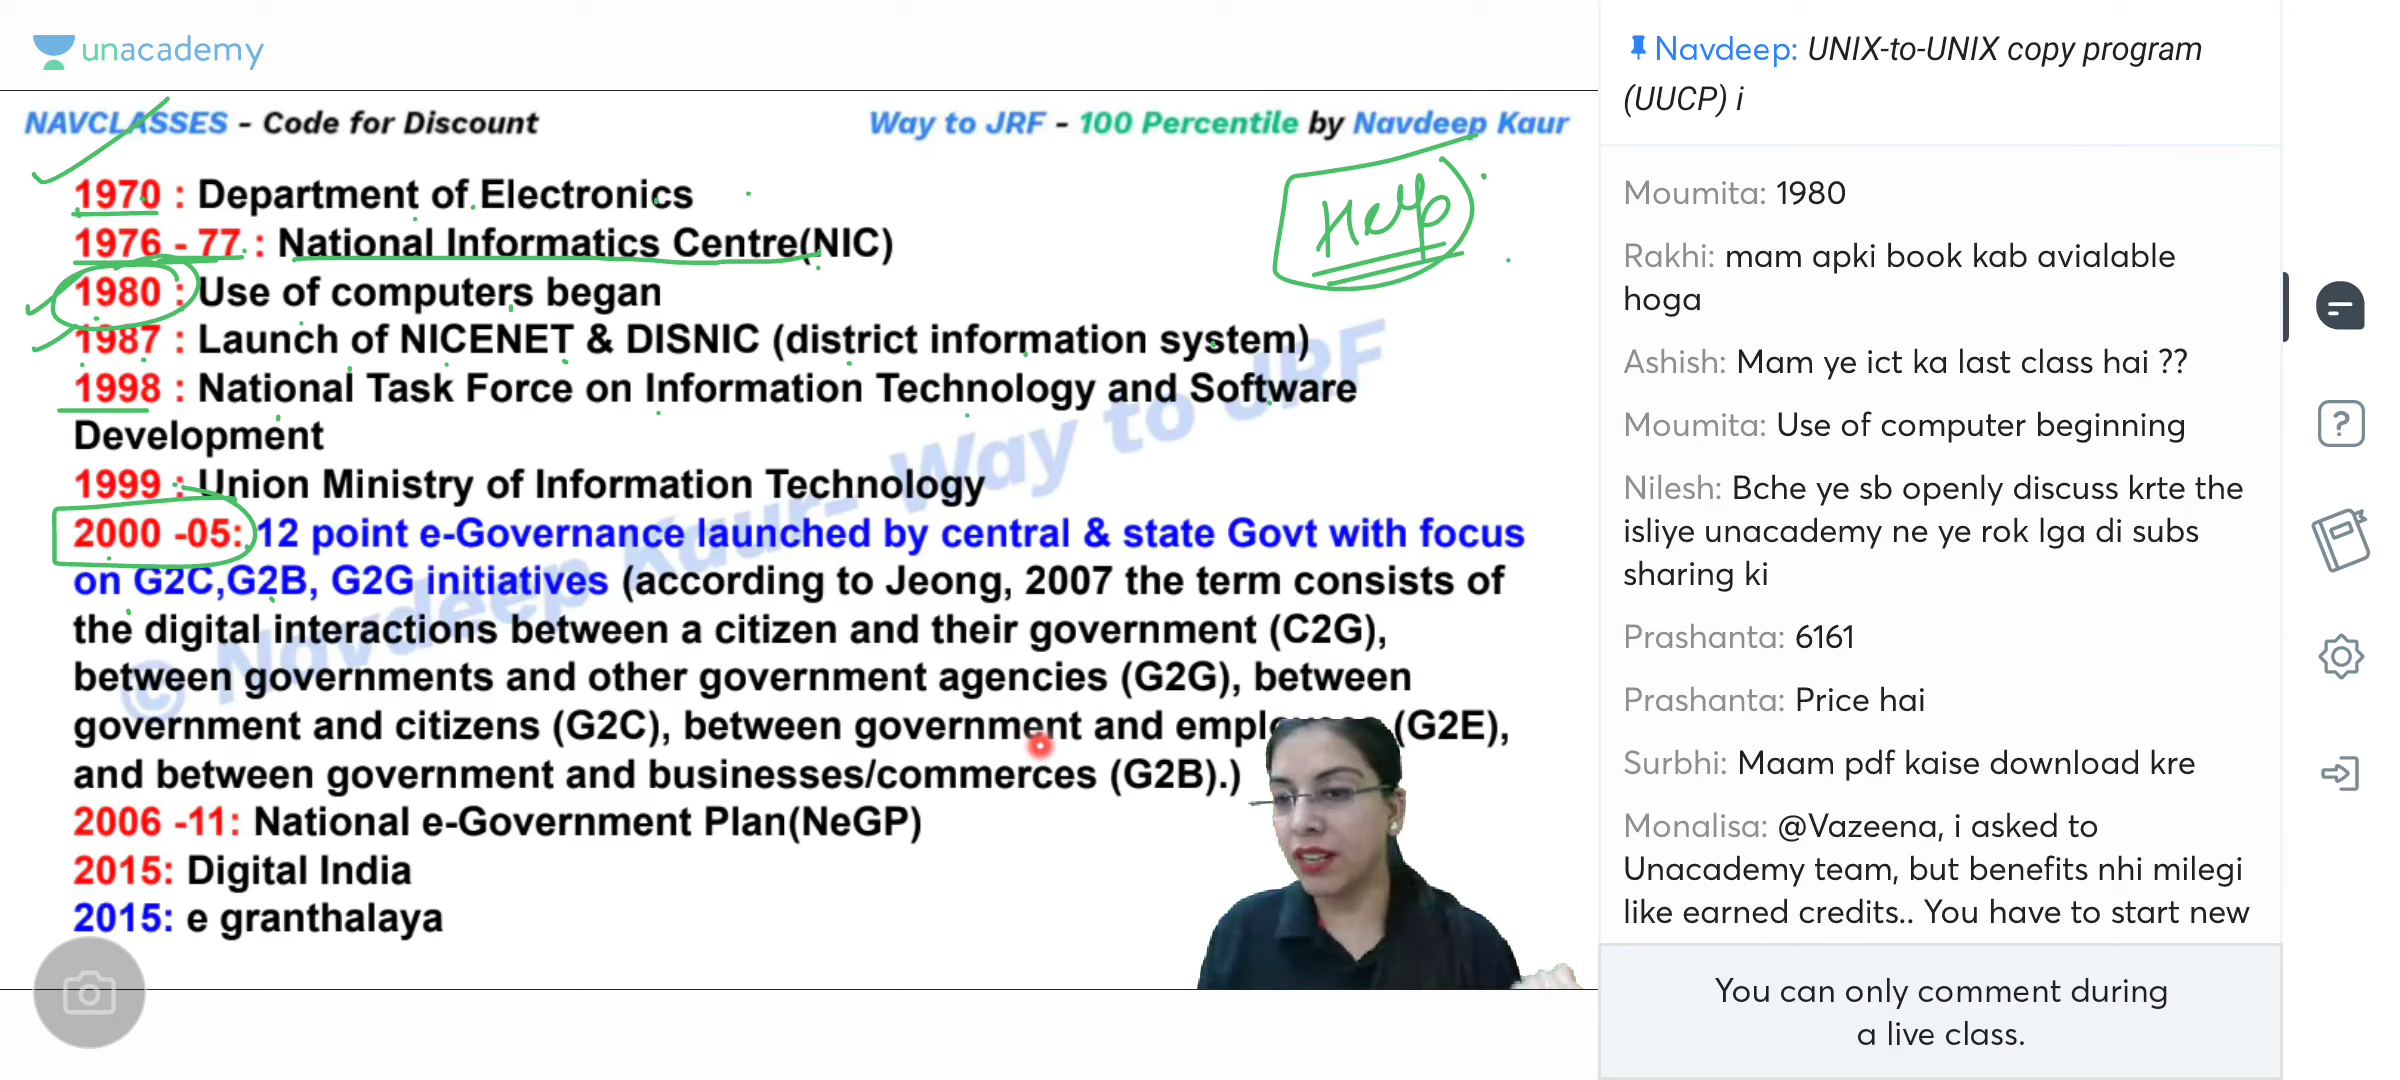 unacademy
NAVCLASSES - Code for Discount
Way to JRF - 100 Percentile by Navdeep Kaur
1970 : Department of Electronics
1976 - 77 : National Informatics Centre(NIC)
1980 : Use of computers began
1987 : Launch of NICENET & DISNIC (district information system)
1998 : National Task Force on Information Technology and Software
Development
1999 : Union Ministry of Information Technology
2000 -05: 12 point e-Governance launched by central & state Govt with focus
on G2C,G2B, G2G initiatives (according to Jeong, 2007 the term consists of
the digital interactions between a citizen and their government (C2G),
between governments and other government agencies (G2G), between
government and citizens (G2C), between government and (G2E),
and between government and businesses/commerces (G2B).)
2006 -11: National e-Government Plan(NeGP)
2015: Digital India
2015: e granthalaya
Help
© Navdeep Kaur- Way to JRF
Navdeep: UNIX-to-UNIX copy program
(UUCP) i
Moumita: 1980
Rakhi: mam apki book kab avialable
hoga
Ashish: Mam ye ict ka last class hai ??
Moumita: Use of computer beginning
Nilesh: Bche ye sb openly discuss krte the
isliye unacademy ne ye rok lga di subs
sharing ki
Prashanta: 6161
Prashanta: Price hai
Surbhi: Maam pdf kaise download kre
Monalisa: @Vazeena, i asked to
Unacademy team, but benefits nhi milegi
like earned credits.. You have to start new
You can only comment during
a live class.